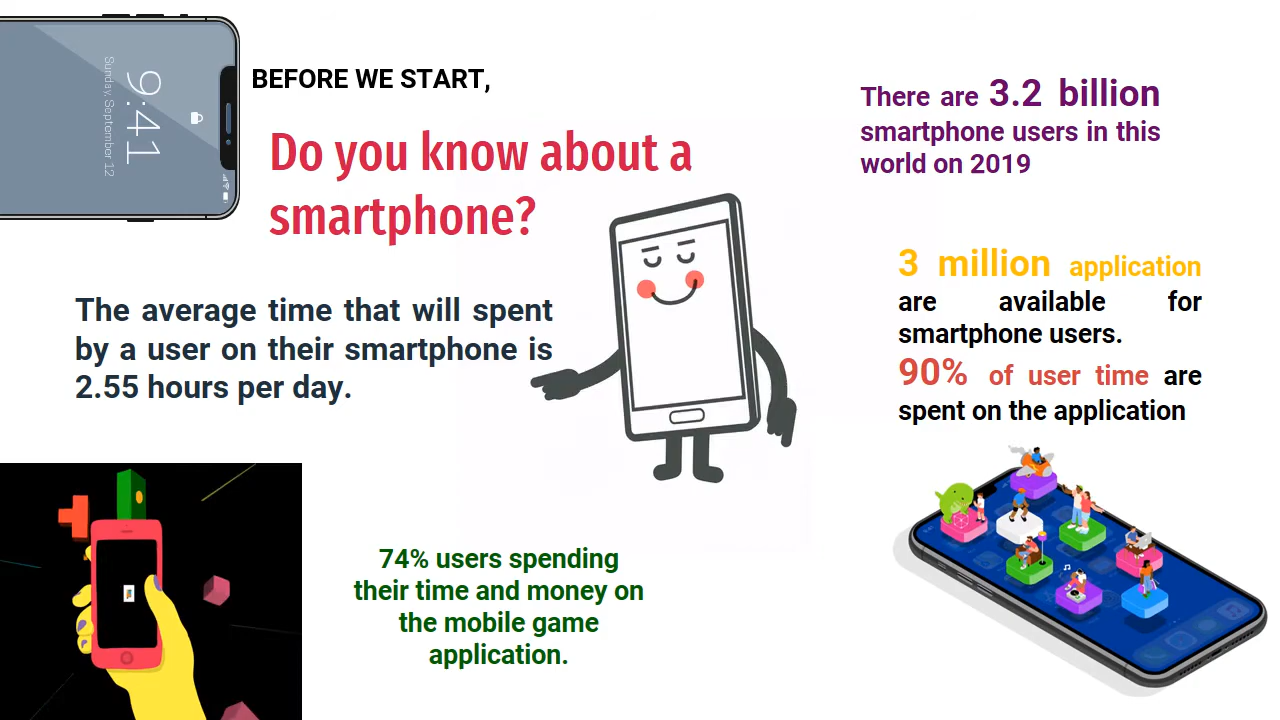 9:41
Sunday, September 12
BEFORE WE START,
Do you know about a
smartphone?
The average time that will spent
by a user on their smartphone is
2.55 hours per day.
74% users spending
their time and money on
the mobile game
application.
There are 3.2 billion
smartphone users in this
world on 2019
3 million application
are available for
smartphone users.
90% of user time are
spent on the application